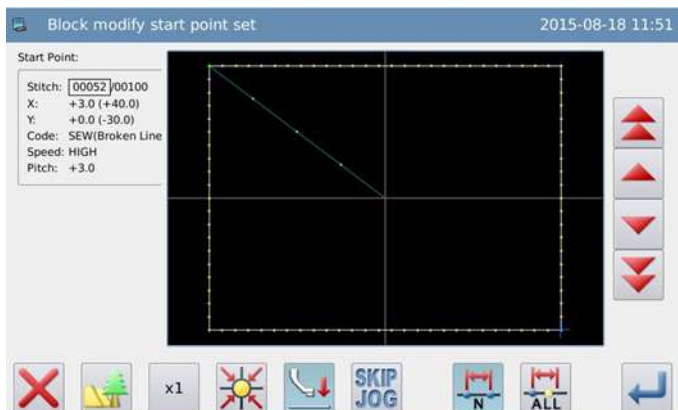 Block modify start point set 2015-08-18 11:51
Start Point:
Stitch: 00052/00100
X: +3.0 (+40.0)
Y: +0.0 (-30.0)
Code: SEW(Broken Line
Speed: HIGH
Pitch: +3.0
x1
SKIP
JOG
N
ALL